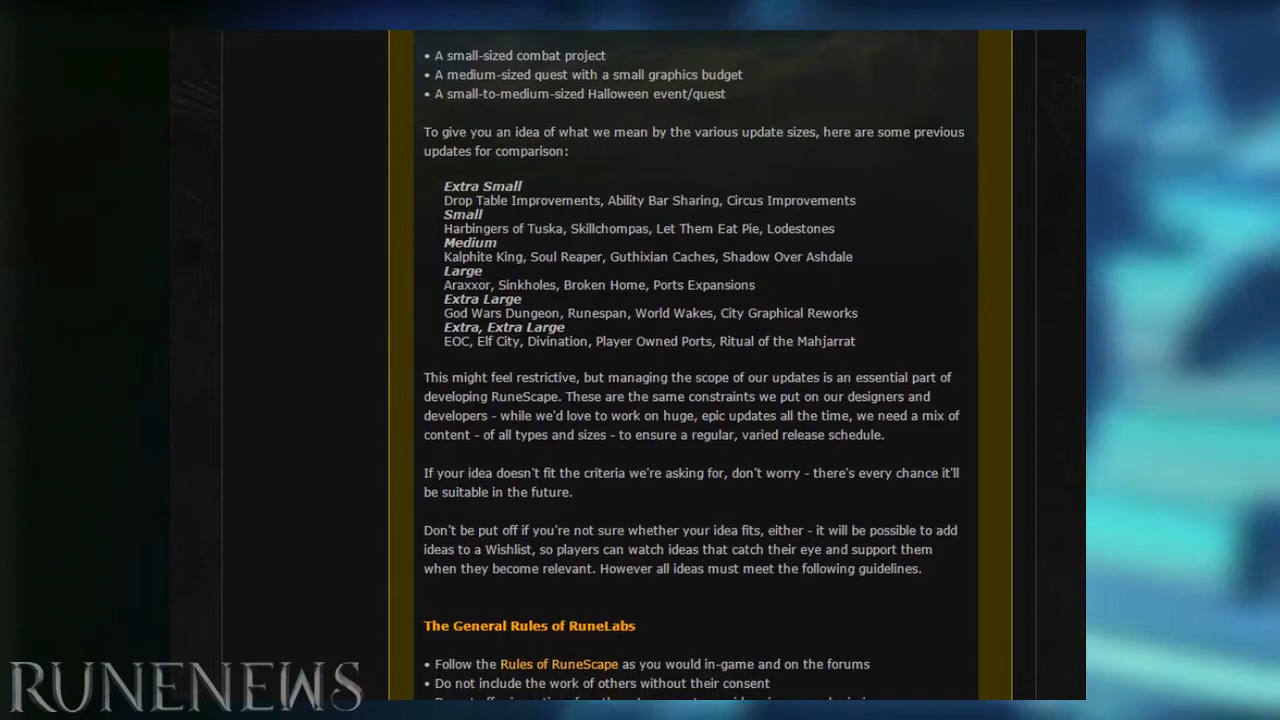 • A small-sized combat project
• A medium-sized quest with a small graphics budget
• A small-to-medium-sized Halloween event/quest
To give you an idea of what we mean by the various update sizes, here are some previous
updates for comparison:
Extra Small
Drop Table Improvements, Ability Bar Sharing, Circus Improvements
Small
Harbingers of Tuska, Skillchompas, Let Them Eat Pie, Lodestones
Medium
Kalphite King, Soul Reaper, Guthixian Caches, Shadow Over Ashdale
Large
Araxxor, Sinkholes, Broken Home, Ports Expansions
Extra Large
God Wars Dungeon, Runespan, World Wakes, City Graphical Reworks
Extra, Extra Large
EOC, Elf City, Divination, Player Owned Ports, Ritual of the Mahjarrat
This might feel restrictive, but managing the scope of our updates is an essential part of
developing RuneScape. These are the same constraints we put on our designers and
developers - while we'd love to work on huge, epic updates all the time, we need a mix of
content - of all types and sizes - to ensure a regular, varied release schedule.
If your idea doesn't fit the criteria we're asking for, don't worry - there's every chance it'll
be suitable in the future.
Don't be put off if you're not sure whether your idea fits, either - it will be possible to add
ideas to a Wishlist, so players can watch ideas that catch their eye and support them
when they become relevant. However all ideas must meet the following guidelines.
The General Rules of RuneLabs
• Follow the Rules of RuneScape as you would in-game and on the forums
• Do not include the work of others without their consent
RUNENEWS